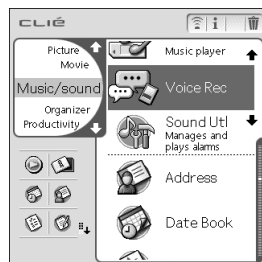 CLIÉ
i
Picture
Movie
Music/sound
Organizer
Productivity
Music player
Voice Rec
Sound Utl
Manages and
plays alarms
Address
Date Book